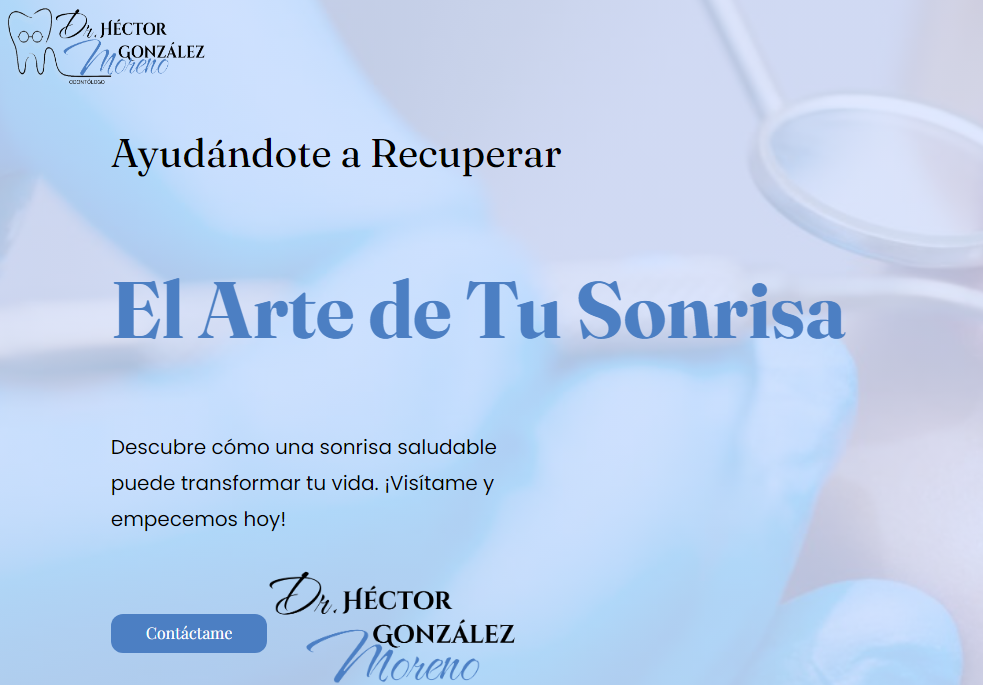 Dr. HÉCTOR
GONZÁLEZ
Moreno
ODONTÓLOGO
Ayudándote a Recuperar
El Arte de Tu Sonrisa
Descubre cómo una sonrisa saludable
puede transformar tu vida. ¡Visítame y
empecemos hoy!
Contáctame
Dr. HÉCTOR
GONZÁLEZ
Moreno